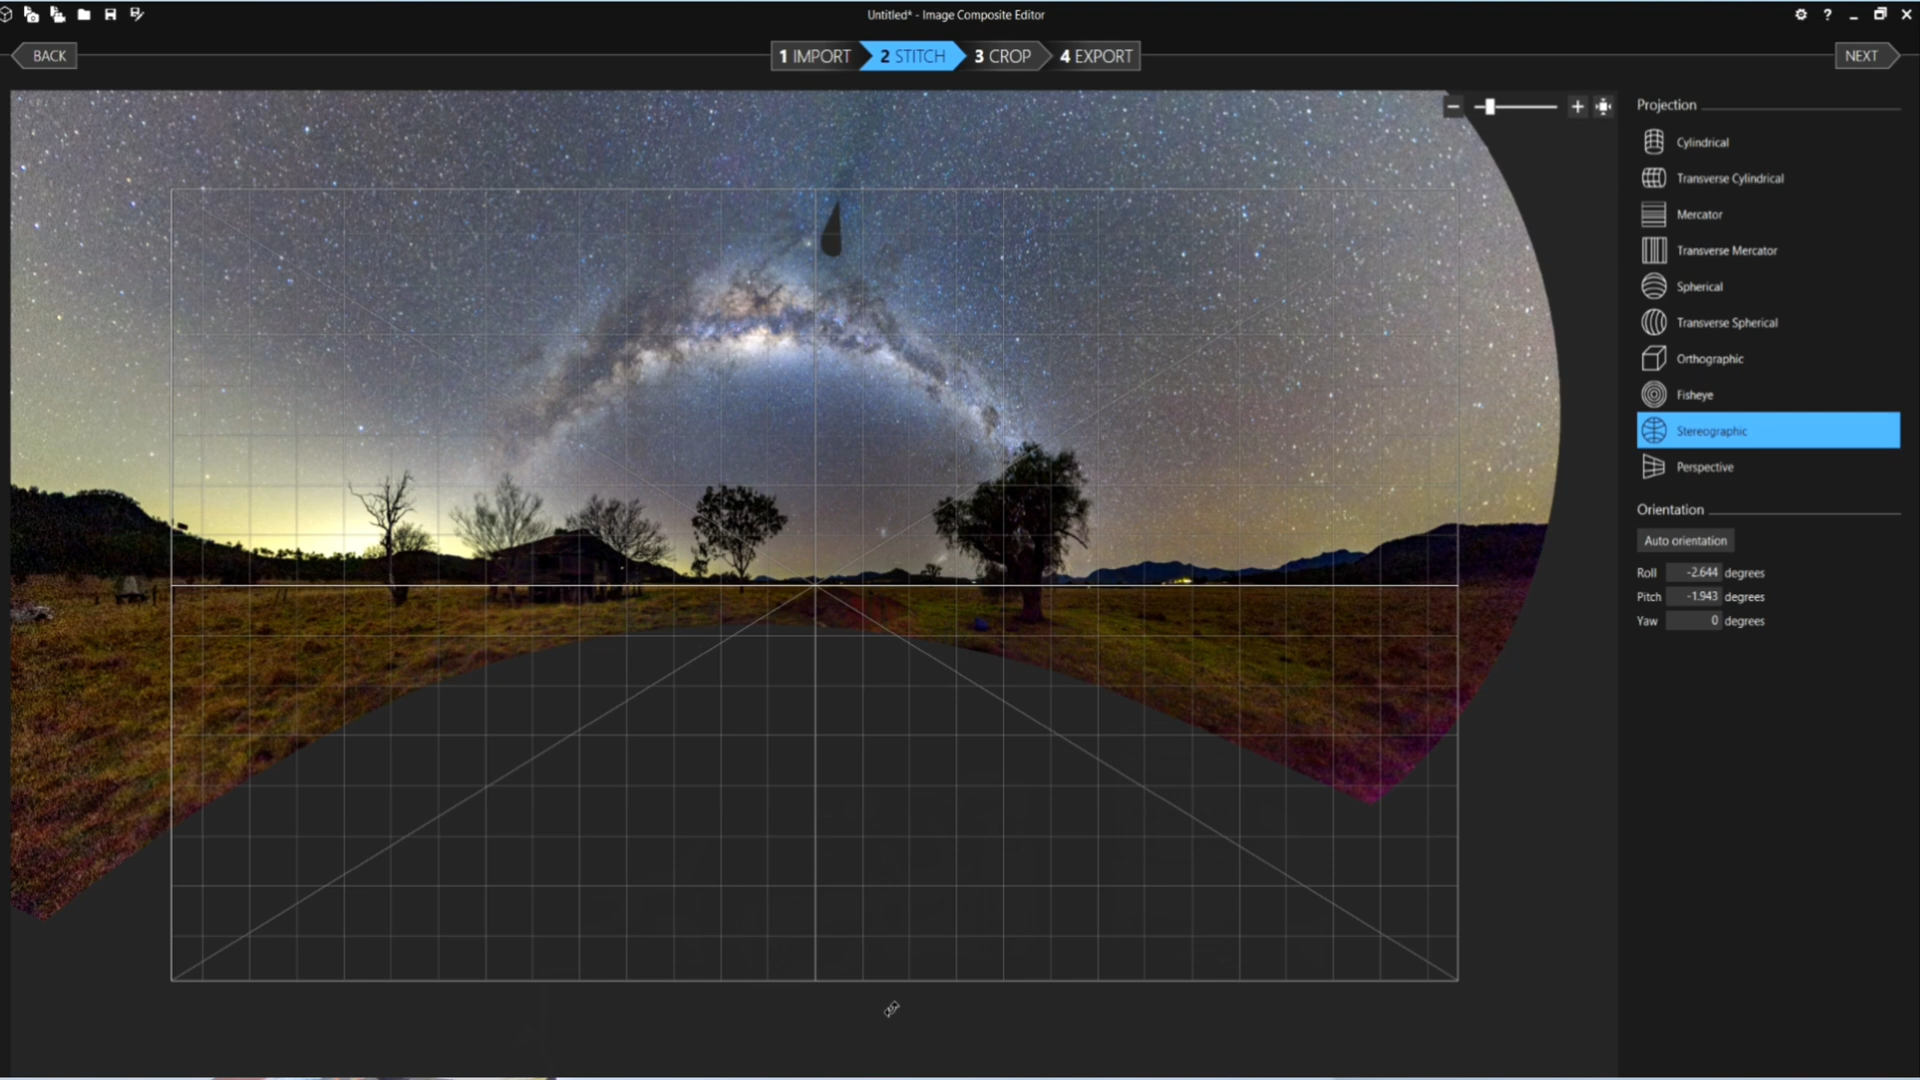 Untitled* - Image Composite Editor
BACK
1 IMPORT
2 STITCH
3 CROP
4 EXPORT
NEXT
Projection
Cylindrical
Transverse Cylindrical
Mercator
Transverse Mercator
Spherical
Transverse Spherical
Orthographic
Fisheye
Stereographic
Perspective
Orientation
Auto orientation
Roll -2.644 degrees
Pitch -1.943 degrees
Yaw 0 degrees